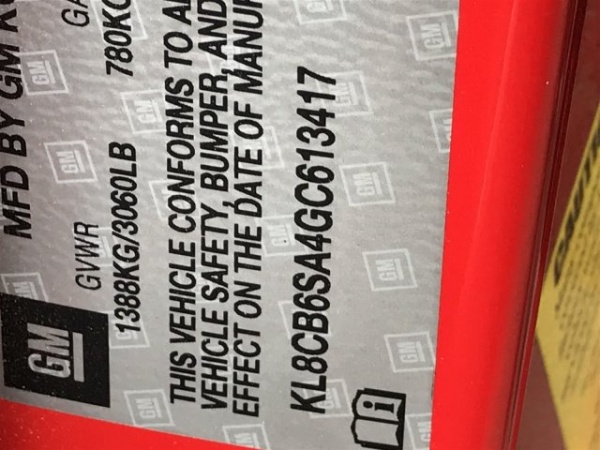 MFD BY GM
GVWR
1388KG/3060LB 780KG
GM
THIS VEHICLE CONFORMS TO
VEHICLE SAFETY, BUMPER, AND
EFFECT ON THE DATE OF
KL8CB6SA4GC613417